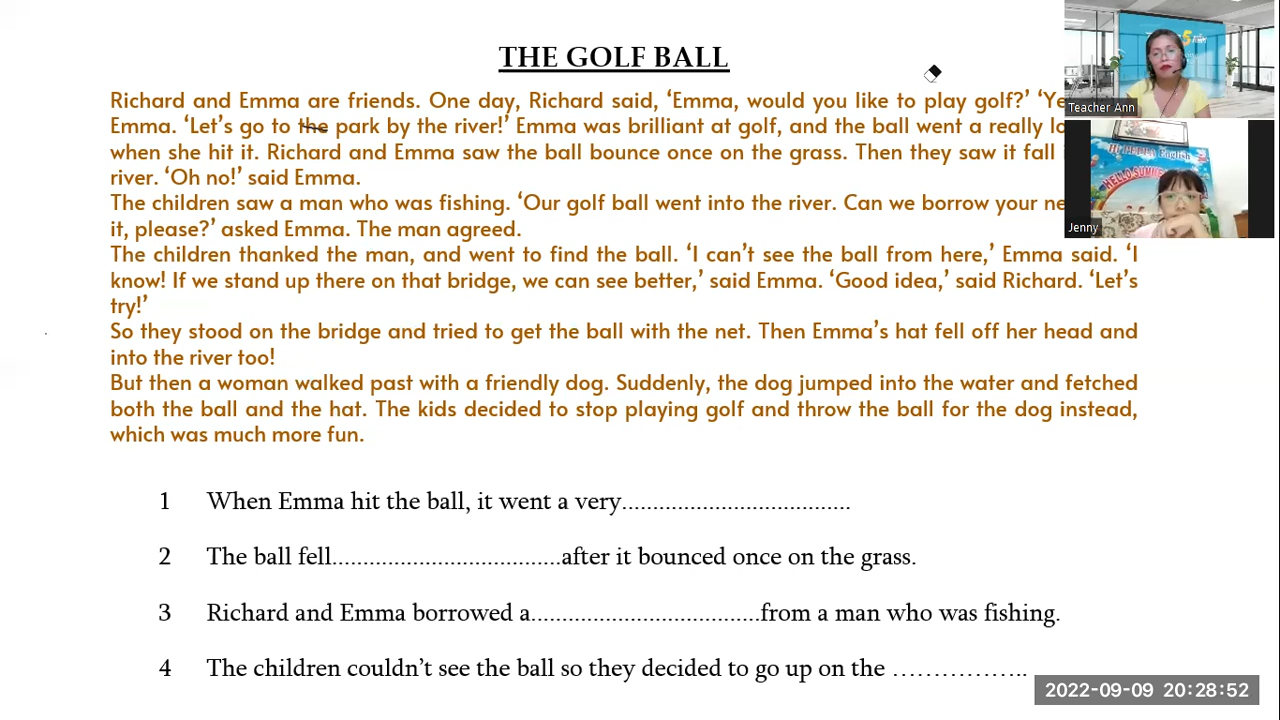 THE GOLF BALL
Richard and Emma are friends. One day, Richard said, ‘Emma, would you like to play golf?’
Emma. ‘Let’s go to the park by the river!’ Emma was brilliant at golf, and the ball went a really
when she hit it. Richard and Emma saw the ball bounce once on the grass. Then they saw it fall
river. ‘Oh no!’ said Emma.
The children saw a man who was fishing. ‘Our golf ball went into the river. Can we borrow your
it, please?’ asked Emma. The man agreed.
The children thanked the man, and went to find the ball. ‘I can’t see the ball from here,’ Emma said. ‘I
know! If we stand up there on that bridge, we can see better,’ said Emma. ‘Good idea,’ said Richard. ‘Let’s
try!’
So they stood on the bridge and tried to get the ball with the net. Then Emma’s hat fell off her head and
into the river too!
But then a woman walked past with a friendly dog. Suddenly, the dog jumped into the water and fetched
both the ball and the hat. The kids decided to stop playing golf and throw the ball for the dog instead,
which was much more fun.
1 When Emma hit the ball, it went a very.....................................
2 The ball fell.....................................after it bounced once on the grass.
3 Richard and Emma borrowed a.....................................from a man who was fishing.
4 The children couldn’t see the ball so they decided to go up on the ……………..
Teacher Ann
English
Jenny
2022-09-09 20:28:52